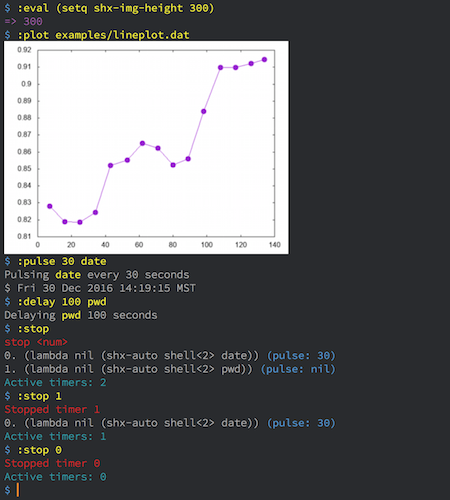 $ :eval (setq shx-img-height 300)
=> 300
$ :plot examples/lineplot.dat
0.92
0.91
0.9
0.89
0.88
0.87
0.86
0.85
0.84
0.83
0.82
0.81
0 20 40 60 80 100 120 140
$ :pulse 30 date
Pulsing date every 30 seconds
$ Fri 30 Dec 2016 14:19:15 MST
$ :delay 100 pwd
Delaying pwd 100 seconds
$ :stop
stop <num>
0. (lambda nil (shx-auto shell<2> date)) (pulse: 30)
1. (lambda nil (shx-auto shell<2> pwd)) (pulse: nil)
Active timers: 2
$ :stop 1
Stopped timer 1
0. (lambda nil (shx-auto shell<2> date)) (pulse: 30)
Active timers: 1
$ :stop 0
Stopped timer 0
Active timers: 0
$